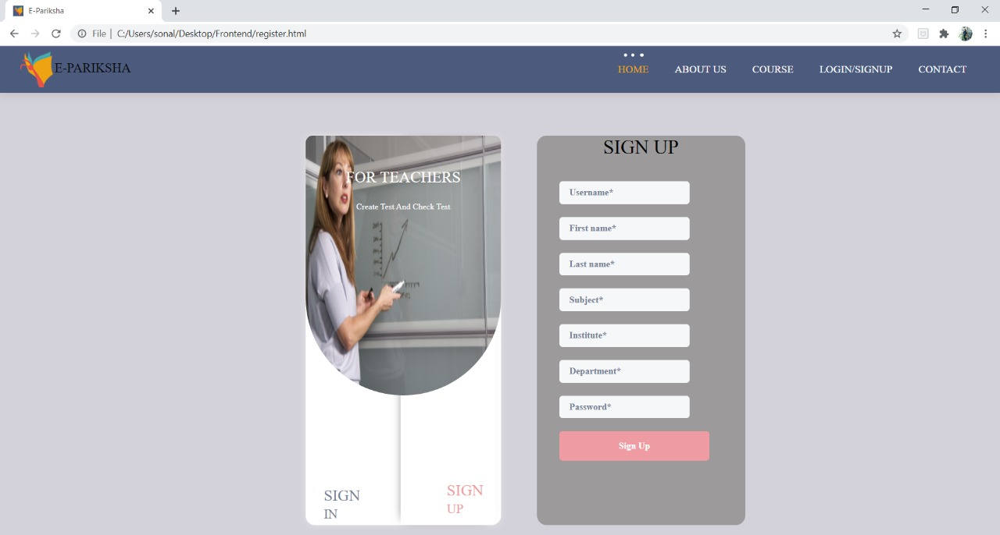 E-Pariksha
File | C:/Users/sonal/Desktop/Frontend/register.html
E-PARIKSHA
HOME ABOUT US COURSE LOGIN/SIGNUP CONTACT
FOR TEACHERS
Create Test And Check Test
SIGN
IN
SIGN
UP
SIGN UP
Username*
First name*
Last name*
Subject*
Institute*
Department*
Password*
Sign Up